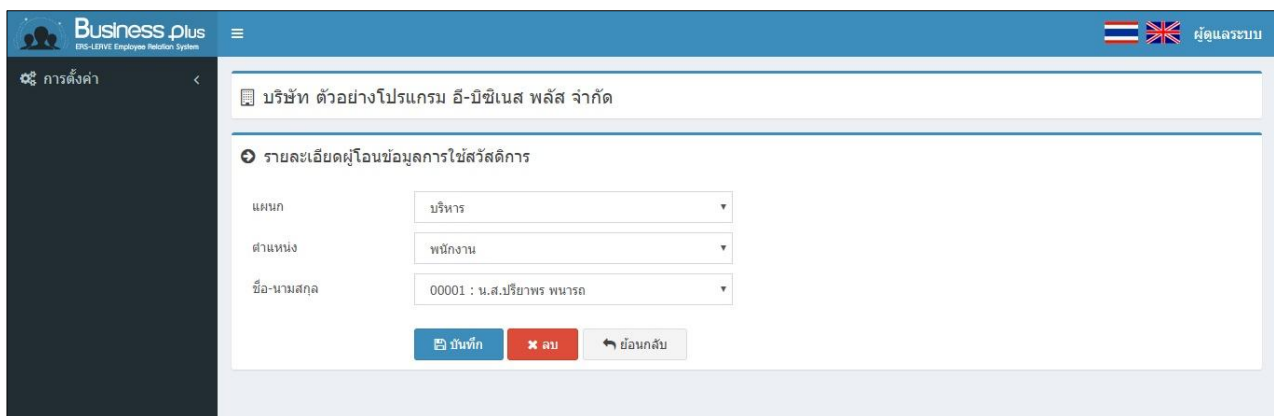 Business plus
ERS-LEAVE Employee Relation System
ผู้ดูแลระบบ
การตั้งค่า
บริษัท ตัวอย่างโปรแกรม อี-บิซิเนส พลัส จำกัด
รายละเอียดผู้โอนข้อมูลการใช้สวัสดิการ
แผนก
บริหาร
ตำแหน่ง
พนักงาน
ชื่อ-นามสกุล
00001 : น.ส.ปรียาพร พนารถ
บันทึก
ลบ
ย้อนกลับ